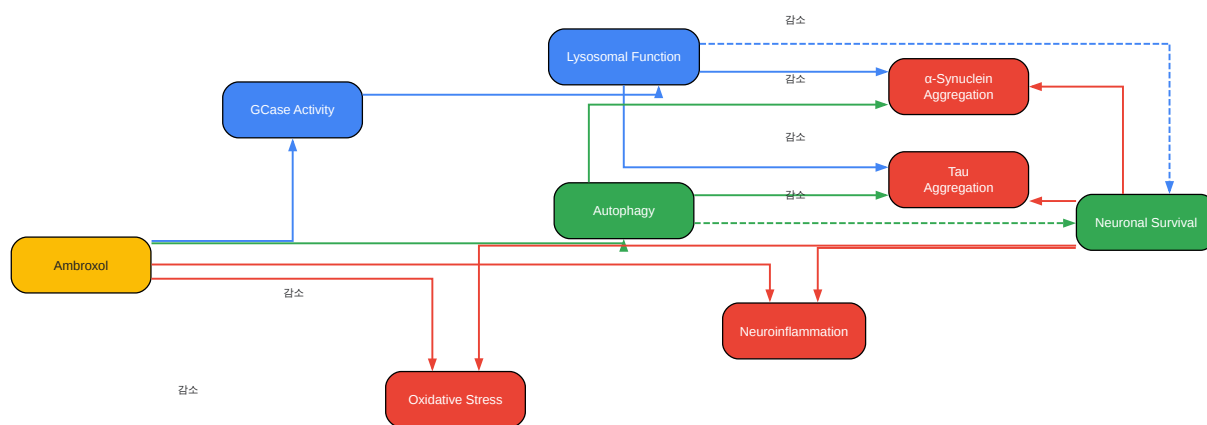 감소
Lysosomal Function
감소
α-Synuclein
Aggregation
GCase Activity
감소
Tau
Aggregation
감소
Autophagy
Neuronal Survival
Ambroxol
감소
Neuroinflammation
감소
Oxidative Stress